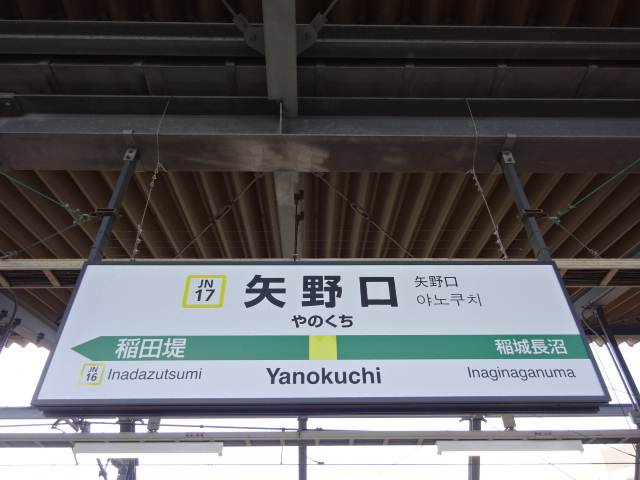 JN
17
矢野口
矢野口
야노쿠치
やのくち
稲田堤
稲城長沼
JN
16
Inadazutsumi
Yanokuchi
Inaginaganuma